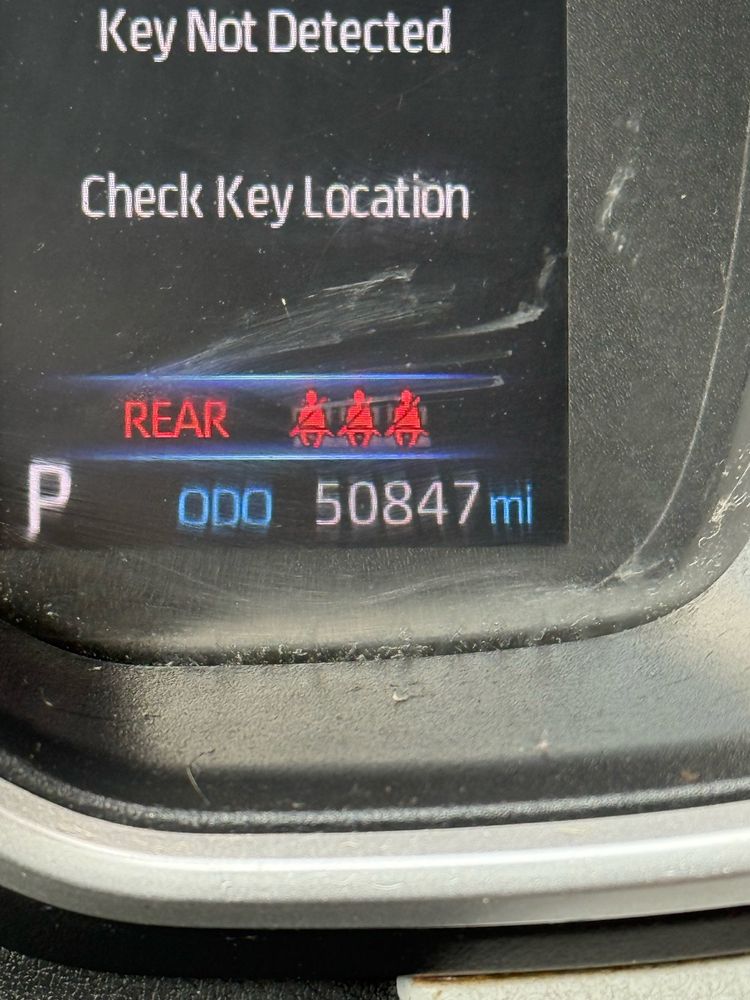 Key Not Detected
Check Key Location
REAR
P ODO 50847 mi